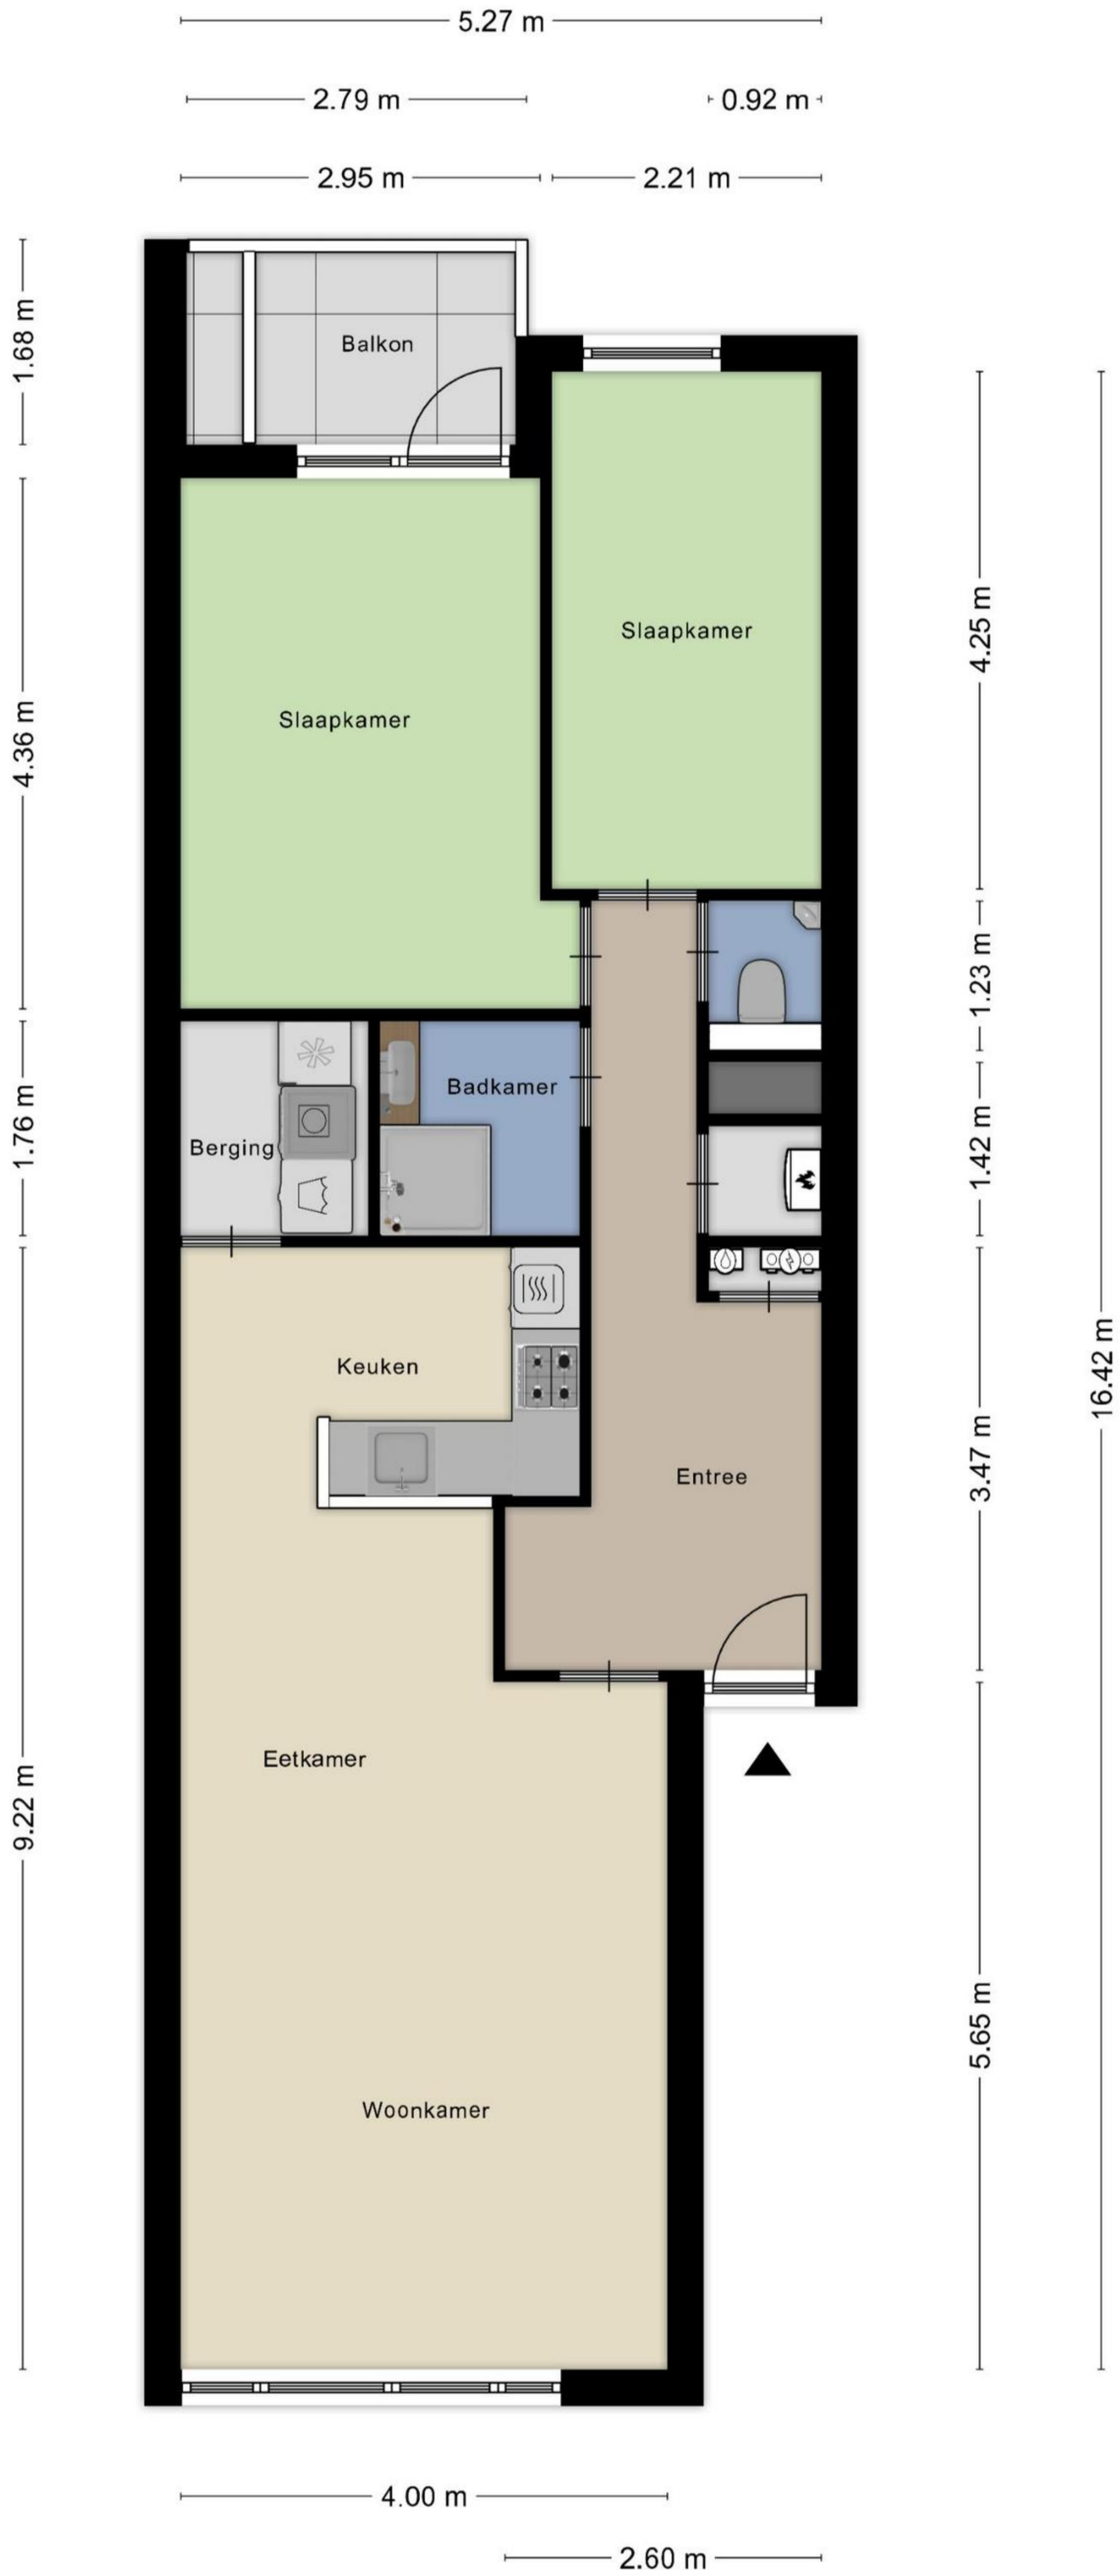 5.27 m
2.79 m
0.92 m
2.95 m
2.21 m
1.68 m
Balkon
4.25 m
Slaapkamer
4.36 m
Slaapkamer
1.23 m
Badkamer
1.76 m
Berging
1.42 m
16.42 m
Keuken
3.47 m
Entree
Eetkamer
9.22 m
5.65 m
Woonkamer
4.00 m
2.60 m